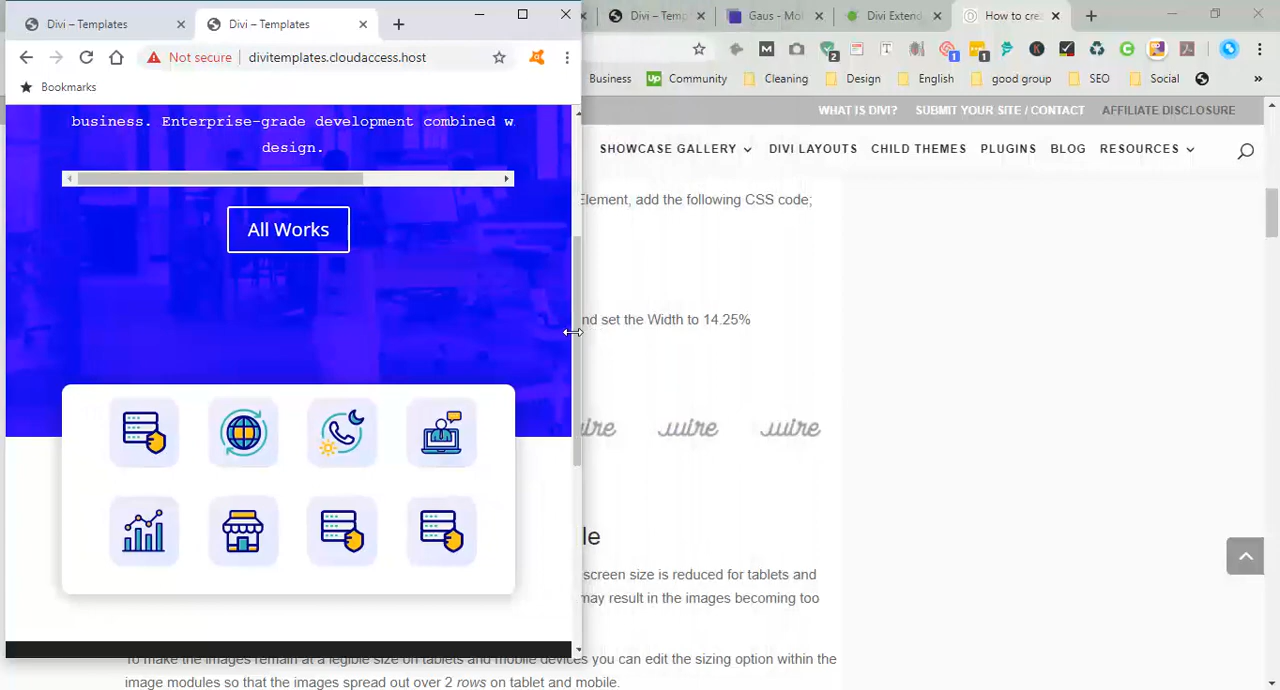 Divi – Templates
Divi – Templates
Divi – Temp
Gaus - Mo
Divi Extend
How to cre
Not secure
divitemplates.cloudaccess.hos
Bookmarks
Business
Community
Cleaning
Design
English
good group
SEO
Social
»
WHAT IS DIVI?
SUBMIT YOUR SITE / CONTACT
AFFILIATE DISCLOSURE
SHOWCASE GALLERY
DIVI LAYOUTS
CHILD THEMES
PLUGINS
BLOG
RESOURCES
business. Enterprise-grade development combined w
design.
All Works
Element, add the following CSS code;
nd set the Width to 14.25%
wire
wire
le
screen size is reduced for tablets and
may result in the images becoming too
To make the images remain at a legible size on tablets and mobile devices you can edit the sizing option within the
image modules so that the images spread out over 2 rows on tablet and mobile.